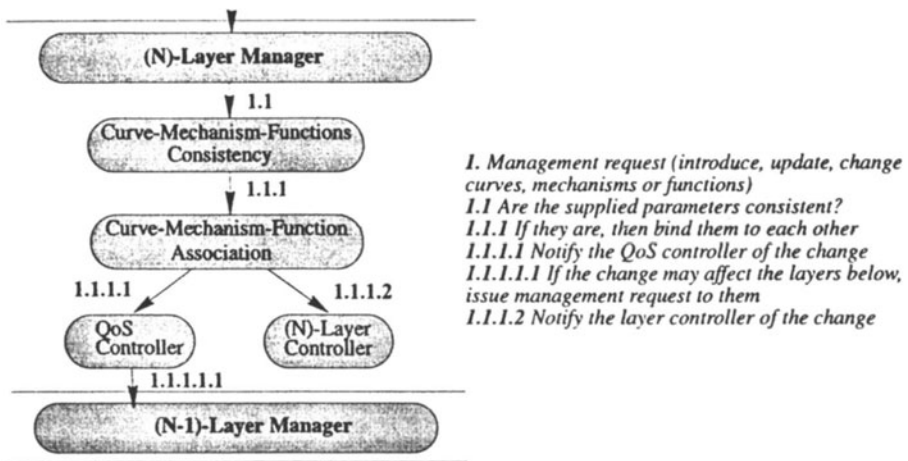 (N)-Layer Manager
1.1
Curve-Mechanism-Functions
Consistency
1.1.1
Curve-Mechanism-Function
Association
1.1.1.1
1.1.1.2
QoS
Controller
(N)-Layer
Controller
1.1.1.1.1
(N-1)-Layer Manager
1. Management request (introduce, update, change
curves, mechanisms or functions)
1.1 Are the supplied parameters consistent?
1.1.1 If they are, then bind them to each other
1.1.1.1 Notify the QoS controller of the change
1.1.1.1.1 If the change may affect the layers below,
issue management request to them
1.1.1.2 Notify the layer controller of the change